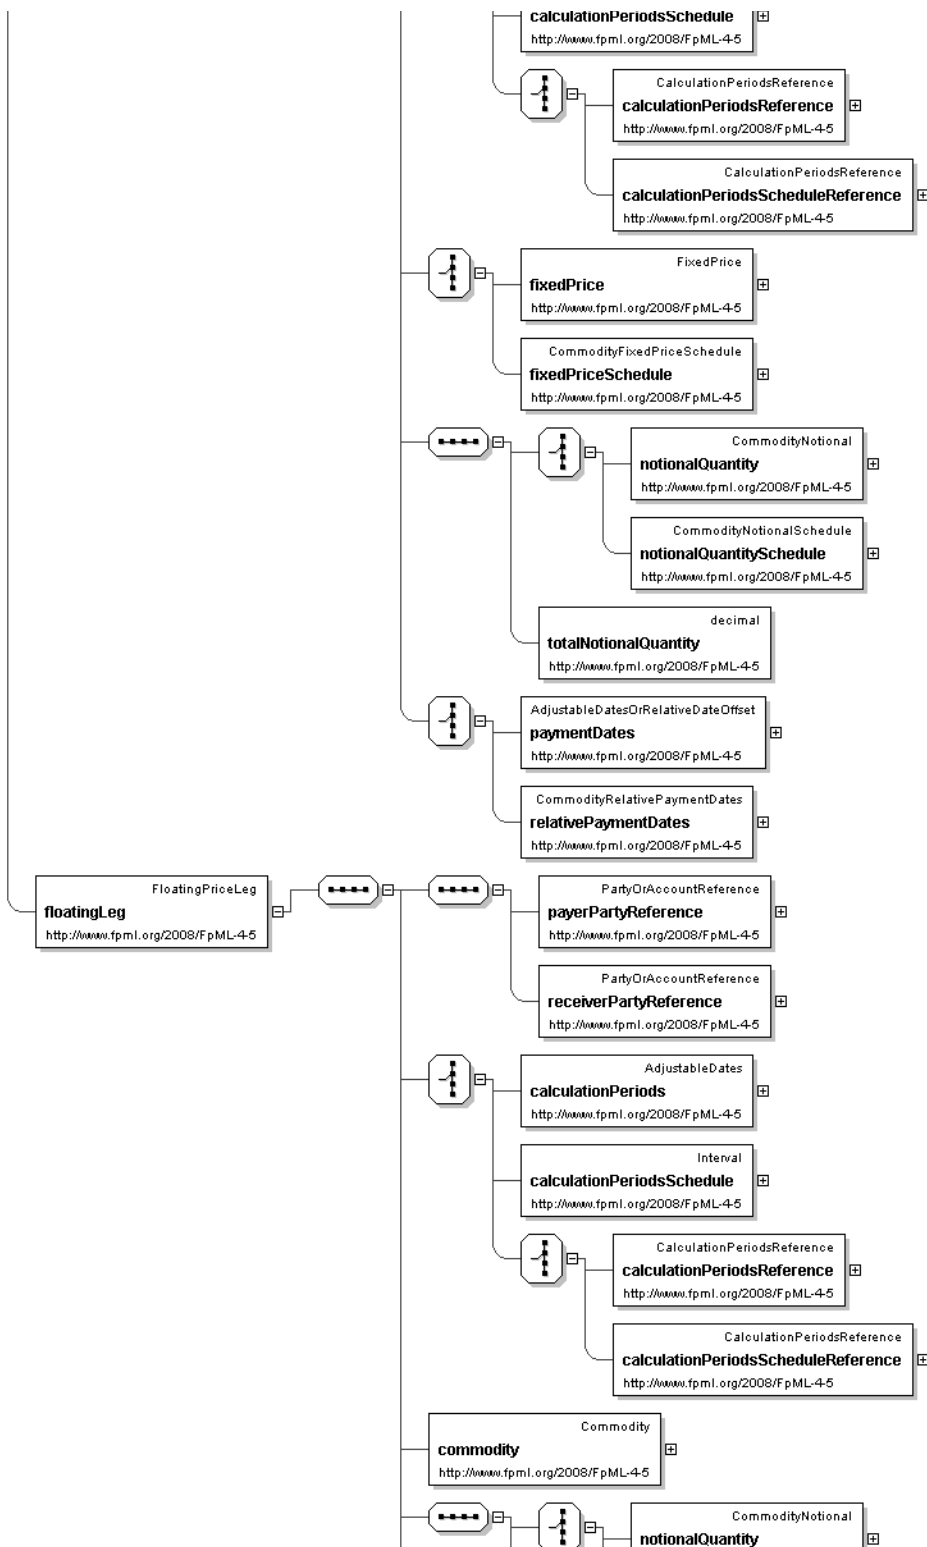 calculationPeriodsSchedule
http://www.fpml.org/2008/FpML-4-5
CalculationPeriodsReference
calculationPeriodsReference
http://www.fpml.org/2008/FpML-4-5
CalculationPeriodsReference
calculationPeriodsScheduleReference
http://www.fpml.org/2008/FpML-4-5
FixedPrice
fixedPrice
http://www.fpml.org/2008/FpML-4-5
CommodityFixedPriceSchedule
fixedPriceSchedule
http://www.fpml.org/2008/FpML-4-5
CommodityNotional
notionalQuantity
http://www.fpml.org/2008/FpML-4-5
CommodityNotionalSchedule
notionalQuantitySchedule
http://www.fpml.org/2008/FpML-4-5
decimal
totalNotionalQuantity
http://www.fpml.org/2008/FpML-4-5
AdjustableDatesOrRelativeDateOffset
paymentDates
http://www.fpml.org/2008/FpML-4-5
CommodityRelativePaymentDates
relativePaymentDates
http://www.fpml.org/2008/FpML-4-5
FloatingPriceLeg
floatingLeg
http://www.fpml.org/2008/FpML-4-5
PartyOrAccountReference
payerPartyReference
http://www.fpml.org/2008/FpML-4-5
PartyOrAccountReference
receiverPartyReference
http://www.fpml.org/2008/FpML-4-5
AdjustableDates
calculationPeriods
http://www.fpml.org/2008/FpML-4-5
Interval
calculationPeriodsSchedule
http://www.fpml.org/2008/FpML-4-5
CalculationPeriodsReference
calculationPeriodsReference
http://www.fpml.org/2008/FpML-4-5
CalculationPeriodsReference
calculationPeriodsScheduleReference
http://www.fpml.org/2008/FpML-4-5
Commodity
commodity
http://www.fpml.org/2008/FpML-4-5
CommodityNotional
notionalQuantity